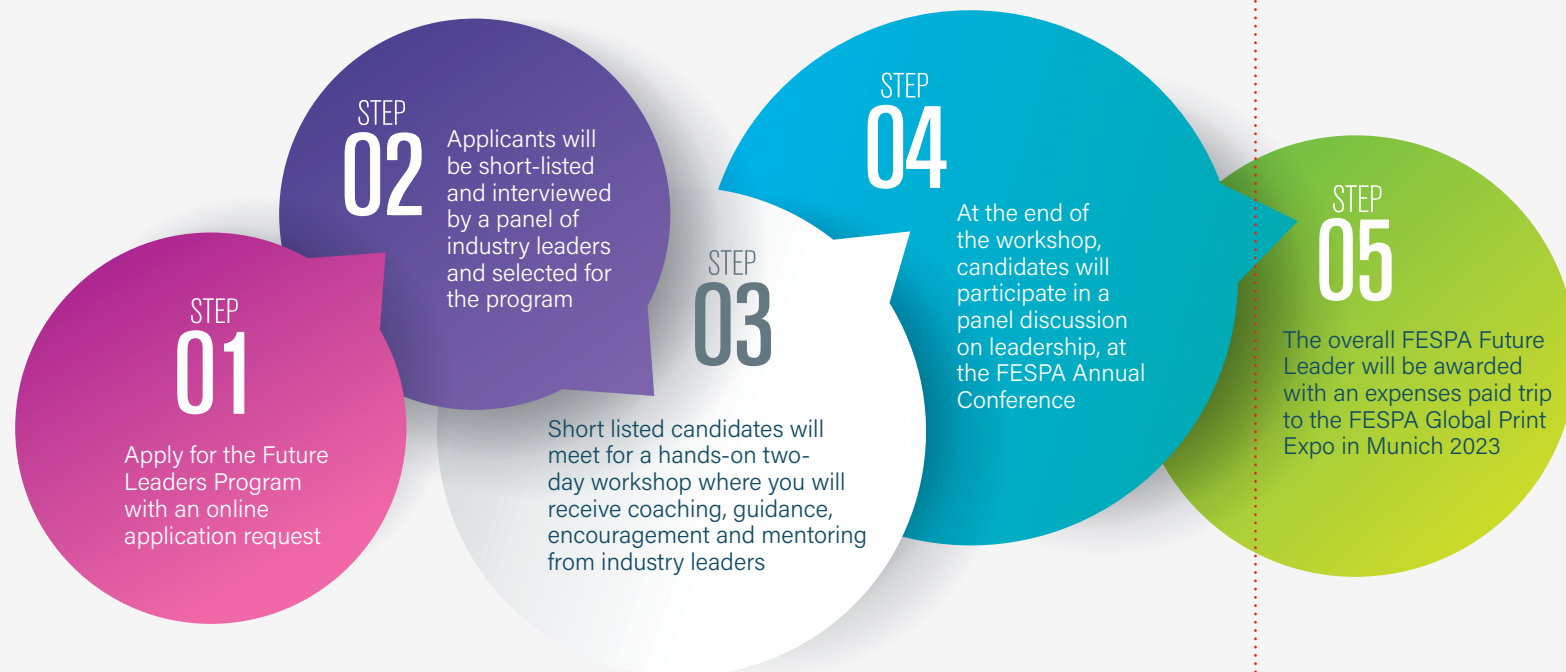 STEP
01
Apply for the Future
Leaders Program
with an online
application request
STEP
02
Applicants will
be short-listed
and interviewed
by a panel of
industry leaders
and selected for
the program
STEP
03
Short listed candidates will
meet for a hands-on two-
day workshop where you will
receive coaching, guidance,
encouragement and mentoring
from industry leaders
STEP
04
At the end of
the workshop,
candidates will
participate in a
panel discussion
on leadership, at
the FESPA Annual
Conference
STEP
05
The overall FESPA Future
Leader will be awarded
with an expenses paid trip
to the FESPA Global Print
Expo in Munich 2023